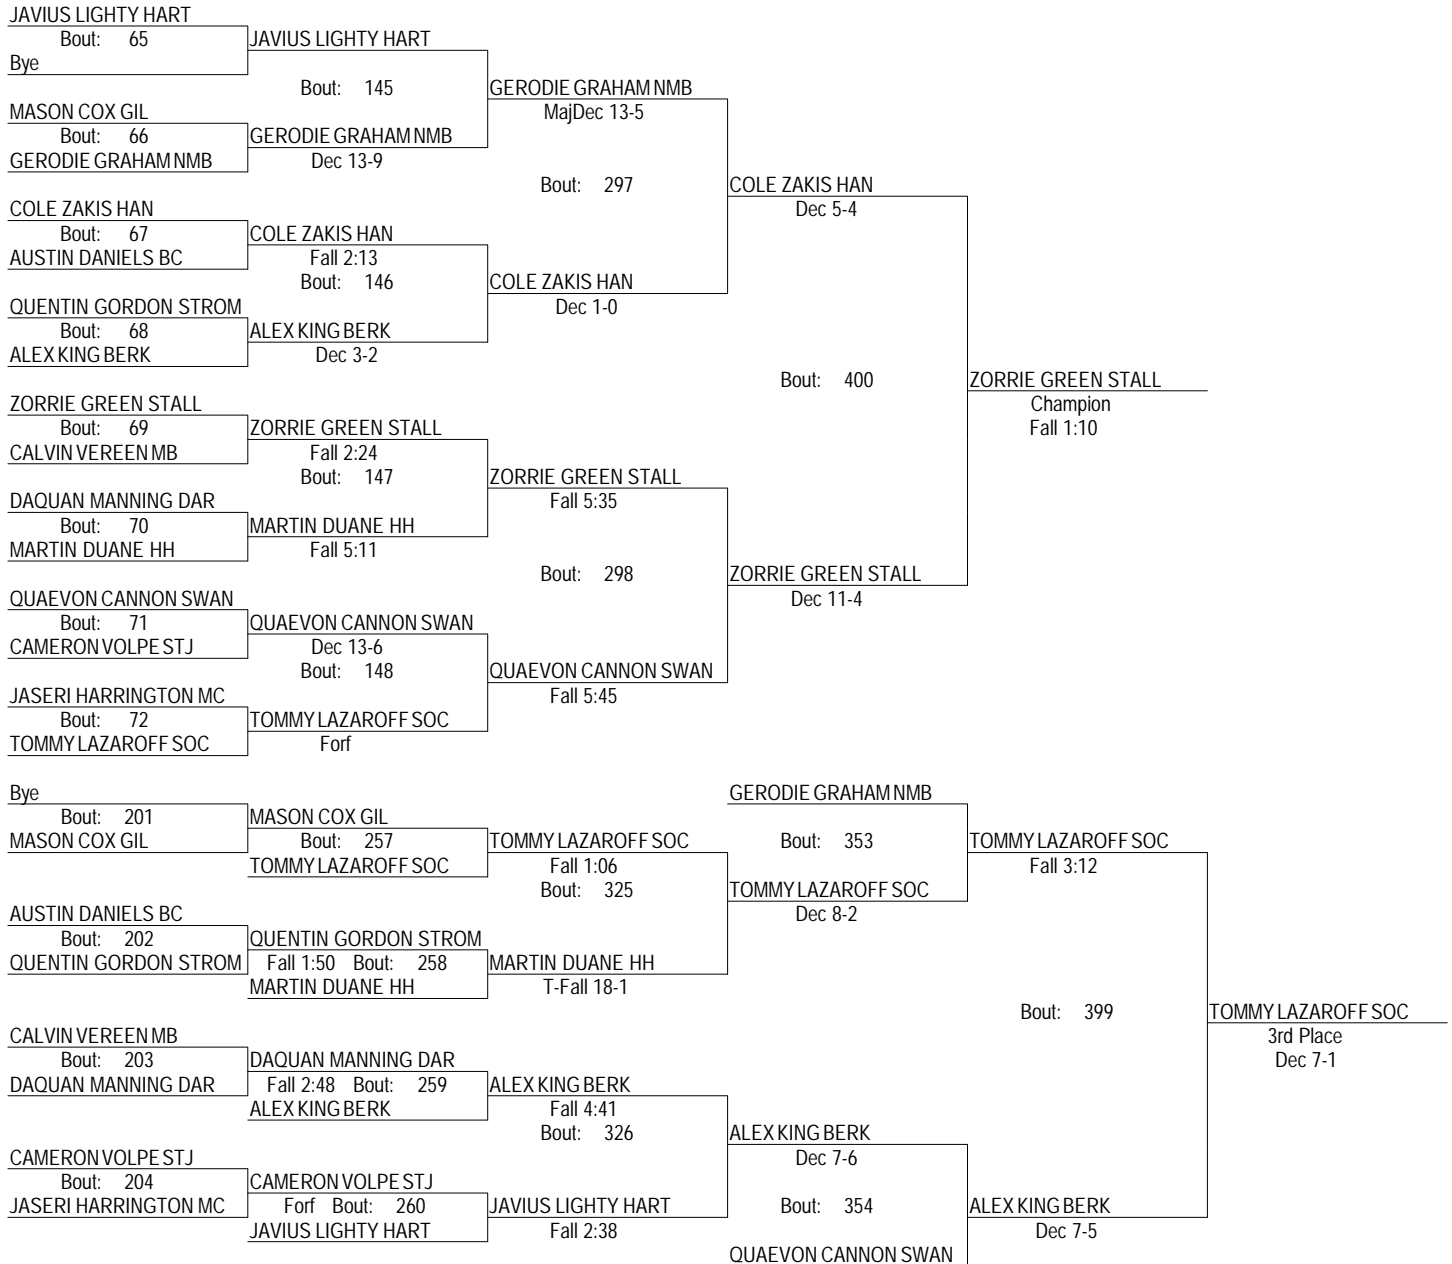 JAVIUS LIGHTY HART
Bout: 65 JAVIUS LIGHTY HART
Bye
Bout: 145 GERODIE GRAHAM NMB
MASON COX GIL MajDec 13-5
Bout: 66 GERODIE GRAHAM NMB
GERODIE GRAHAM NMB Dec 13-9
Bout: 297 COLE ZAKIS HAN
COLE ZAKIS HAN Dec 5-4
Bout: 67 COLE ZAKIS HAN
AUSTIN DANIELS BC Fall 2:13
Bout: 146 COLE ZAKIS HAN
QUENTIN GORDON STROM Dec 1-0
Bout: 68 ALEX KING BERK
ALEX KING BERK Dec 3-2
Bout: 400 ZORRIE GREEN STALL
ZORRIE GREEN STALL Champion
Bout: 69 ZORRIE GREEN STALL Fall 1:10
CALVIN VEREEN MB Fall 2:24
Bout: 147 ZORRIE GREEN STALL
DAQUAN MANNING DAR Fall 5:35
Bout: 70 MARTIN DUANE HH
MARTIN DUANE HH Fall 5:11
Bout: 298 ZORRIE GREEN STALL
QUAEVON CANNON SWAN Dec 11-4
Bout: 71 QUAEVON CANNON SWAN
CAMERON VOLPE STJ Dec 13-6
Bout: 148 QUAEVON CANNON SWAN
JASERI HARRINGTON MC Fall 5:45
Bout: 72 TOMMY LAZAROFF SOC
TOMMY LAZAROFF SOC Forf
Bye GERODIE GRAHAM NMB
Bout: 201 MASON COX GIL
MASON COX GIL Bout: 257 TOMMY LAZAROFF SOC Bout: 353 TOMMY LAZAROFF SOC
TOMMY LAZAROFF SOC Fall 1:06 Fall 3:12
Bout: 325 TOMMY LAZAROFF SOC
AUSTIN DANIELS BC Dec 8-2
Bout: 202 QUENTIN GORDON STROM
QUENTIN GORDON STROM Fall 1:50 Bout: 258 MARTIN DUANE HH
MARTIN DUANE HH T-Fall 18-1
Bout: 399 TOMMY LAZAROFF SOC
CALVIN VEREEN MB 3rd Place
Bout: 203 DAQUAN MANNING DAR Dec 7-1
DAQUAN MANNING DAR Fall 2:48 Bout: 259 ALEX KING BERK
ALEX KING BERK Fall 4:41
Bout: 326 ALEX KING BERK
CAMERON VOLPE STJ Dec 7-6
Bout: 204 CAMERON VOLPE STJ
JASERI HARRINGTON MC Forf Bout: 260 JAVIUS LIGHTY HART Bout: 354 ALEX KING BERK
JAVIUS LIGHTY HART Fall 2:38 Dec 7-5
QUAEVON CANNON SWAN